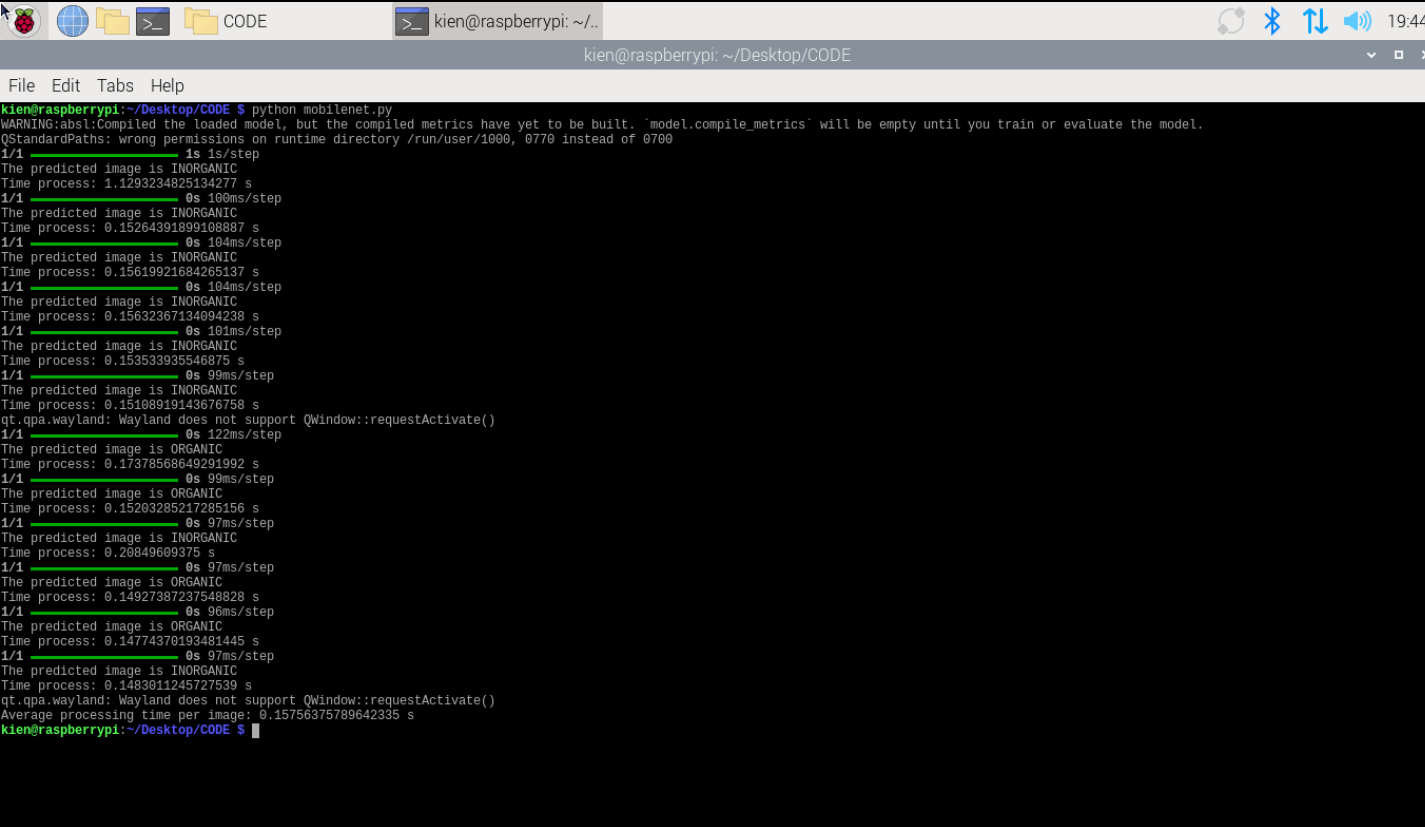 CODE
kien@raspberrypi: ~/..
19:44
kien@raspberrypi: ~/Desktop/CODE
File Edit Tabs Help
kien@raspberrypi:~/Desktop/CODE $ python mobilenet.py
WARNING:absl:Compiled the loaded model, but the compiled metrics have yet to be built. `model.compile_metrics` will be empty until you train or evaluate the model.
QStandardPaths: wrong permissions on runtime directory /run/user/1000, 0770 instead of 0700
1/1 1s 1s/step
The predicted image is INORGANIC
Time process: 1.1293234825134277 s
1/1 0s 100ms/step
The predicted image is INORGANIC
Time process: 0.15264391899108887 s
1/1 0s 104ms/step
The predicted image is INORGANIC
Time process: 0.15619921684265137 s
1/1 0s 104ms/step
The predicted image is INORGANIC
Time process: 0.15632367134094238 s
1/1 0s 101ms/step
The predicted image is INORGANIC
Time process: 0.153533935546875 s
1/1 0s 99ms/step
The predicted image is INORGANIC
Time process: 0.15108919143676758 s
qt.qpa.wayland: Wayland does not support QWindow::requestActivate()
1/1 0s 122ms/step
The predicted image is ORGANIC
Time process: 0.17378568649291992 s
1/1 0s 99ms/step
The predicted image is ORGANIC
Time process: 0.15203285217285156 s
1/1 0s 97ms/step
The predicted image is INORGANIC
Time process: 0.20849609375 s
1/1 0s 97ms/step
The predicted image is ORGANIC
Time process: 0.14927387237548828 s
1/1 0s 96ms/step
The predicted image is ORGANIC
Time process: 0.14774370193481445 s
1/1 0s 97ms/step
The predicted image is INORGANIC
Time process: 0.1483011245727539 s
qt.qpa.wayland: Wayland does not support QWindow::requestActivate()
Average processing time per image: 0.15756375789642335 s
kien@raspberrypi:~/Desktop/CODE $